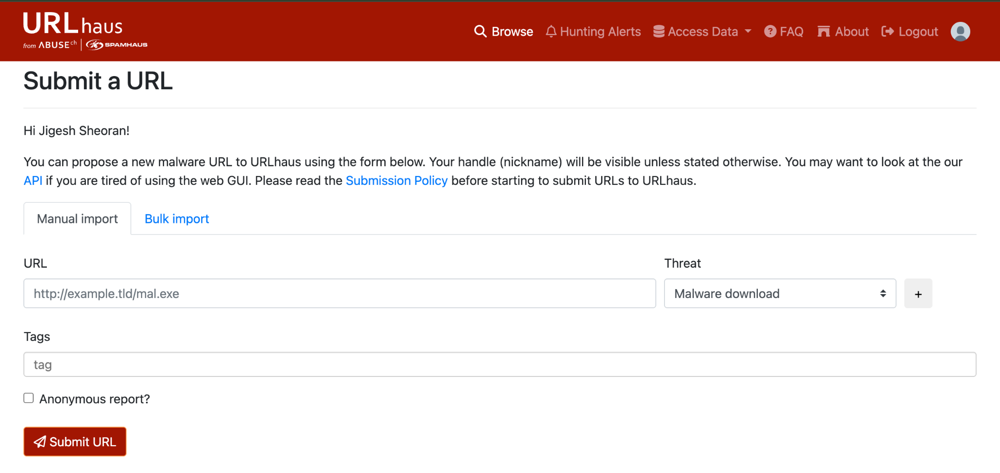 URLhaus
from ABUSEch | SPAMHAUS
Browse Hunting Alerts Access Data FAQ About Logout
Submit a URL
Hi Jigesh Sheoran!
You can propose a new malware URL to URLhaus using the form below. Your handle (nickname) will be visible unless stated otherwise. You may want to look at the our
API if you are tired of using the web GUI. Please read the Submission Policy before starting to submit URLs to URLhaus.
Manual import Bulk import
URL Threat
http://example.tld/mal.exe Malware download +
Tags
tag
Anonymous report?
Submit URL